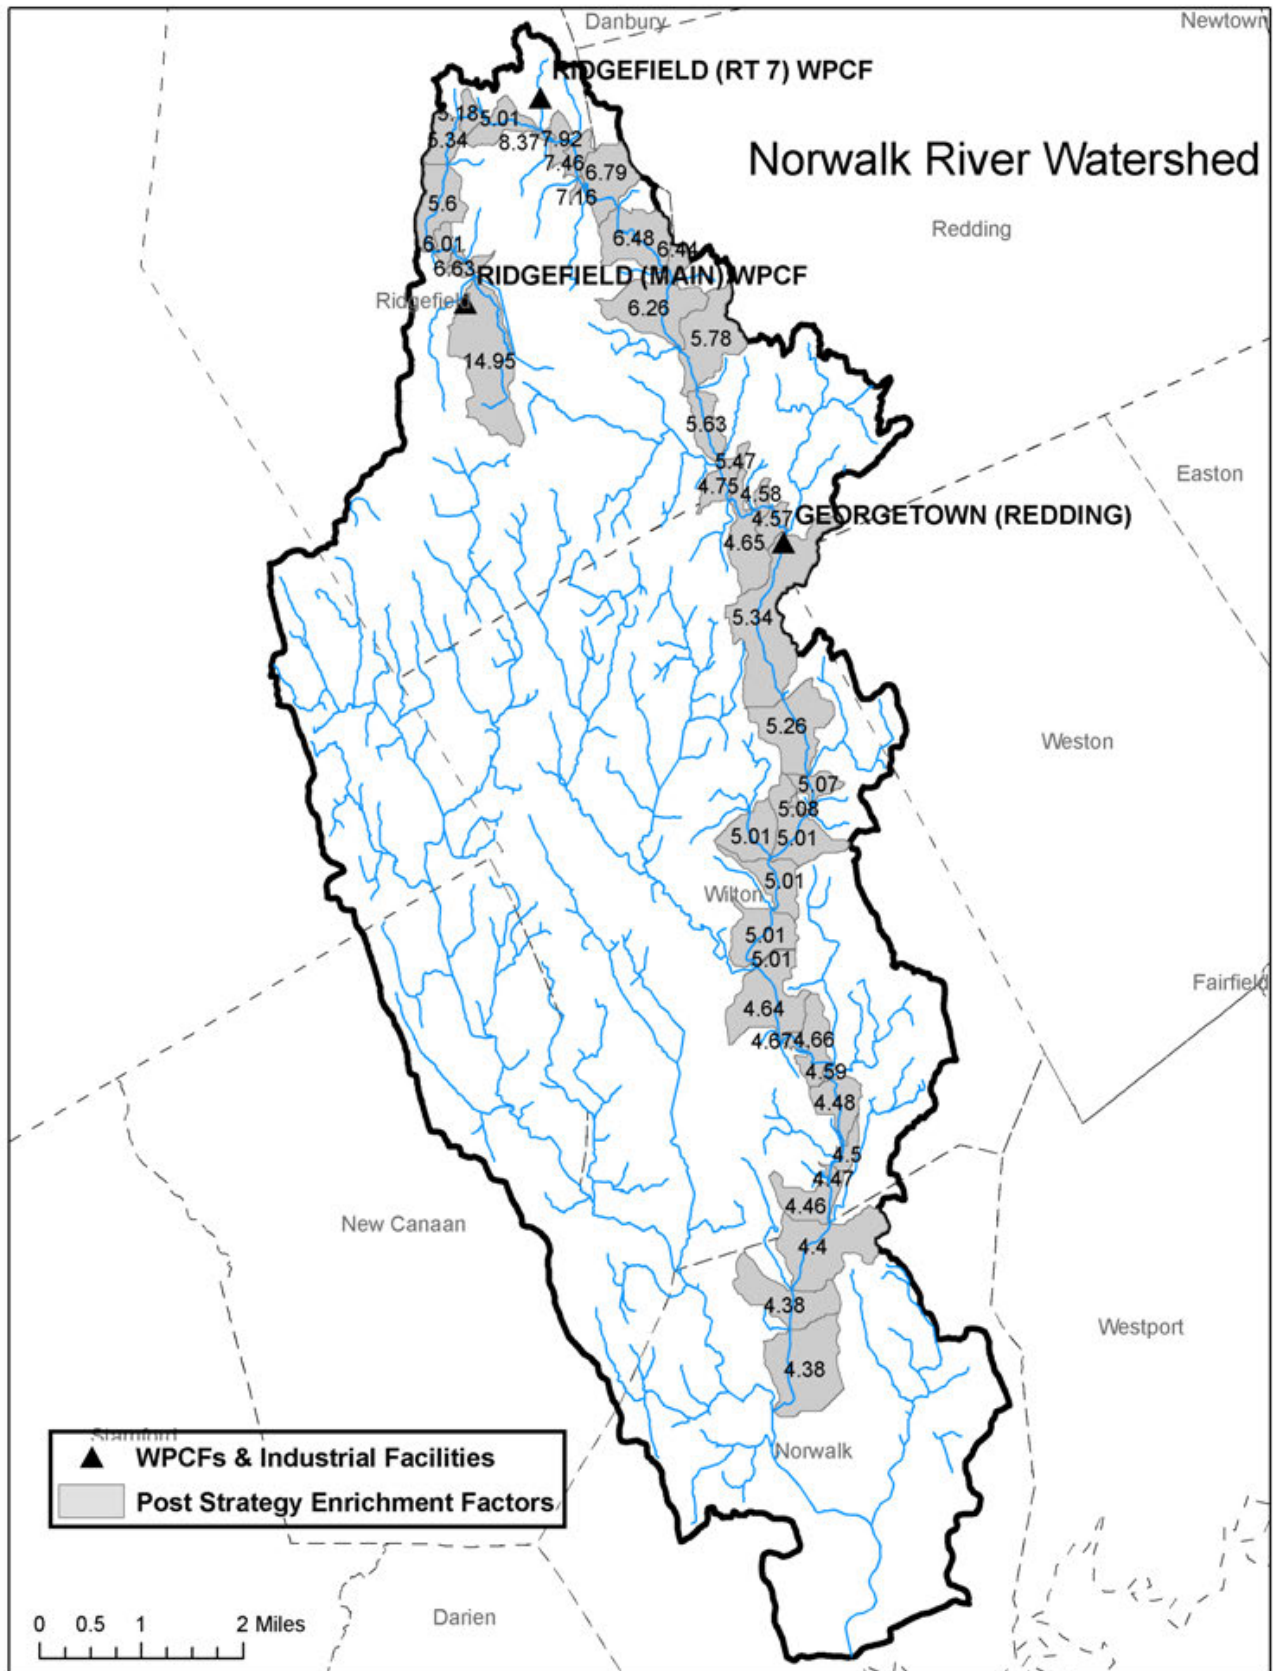 Danbury
Newtown
RIDGEFIELD (RT 7) WPCF
5.18
5.01
5.34
8.37
7.92
Norwalk River Watershed
7.46
6.79
7.16
5.6
Redding
6.48
6.44
6.01
6.63
RIDGEFIELD (MAIN) WPCF
Ridgefield
6.26
5.78
14.95
5.63
5.47
Easton
4.75
4.58
4.57
GEORGETOWN (REDDING)
4.65
5.34
5.26
Weston
5.07
5.08
5.01
5.01
5.01
Wilton
5.01
5.01
Fairfield
4.64
4.67
4.66
4.59
4.48
4.5
4.47
4.46
New Canaan
4.4
4.38
Westport
4.38
Stamford
Norwalk
WPCFs & Industrial Facilities
Post Strategy Enrichment Factors
Darien
0 0.5 1 2 Miles